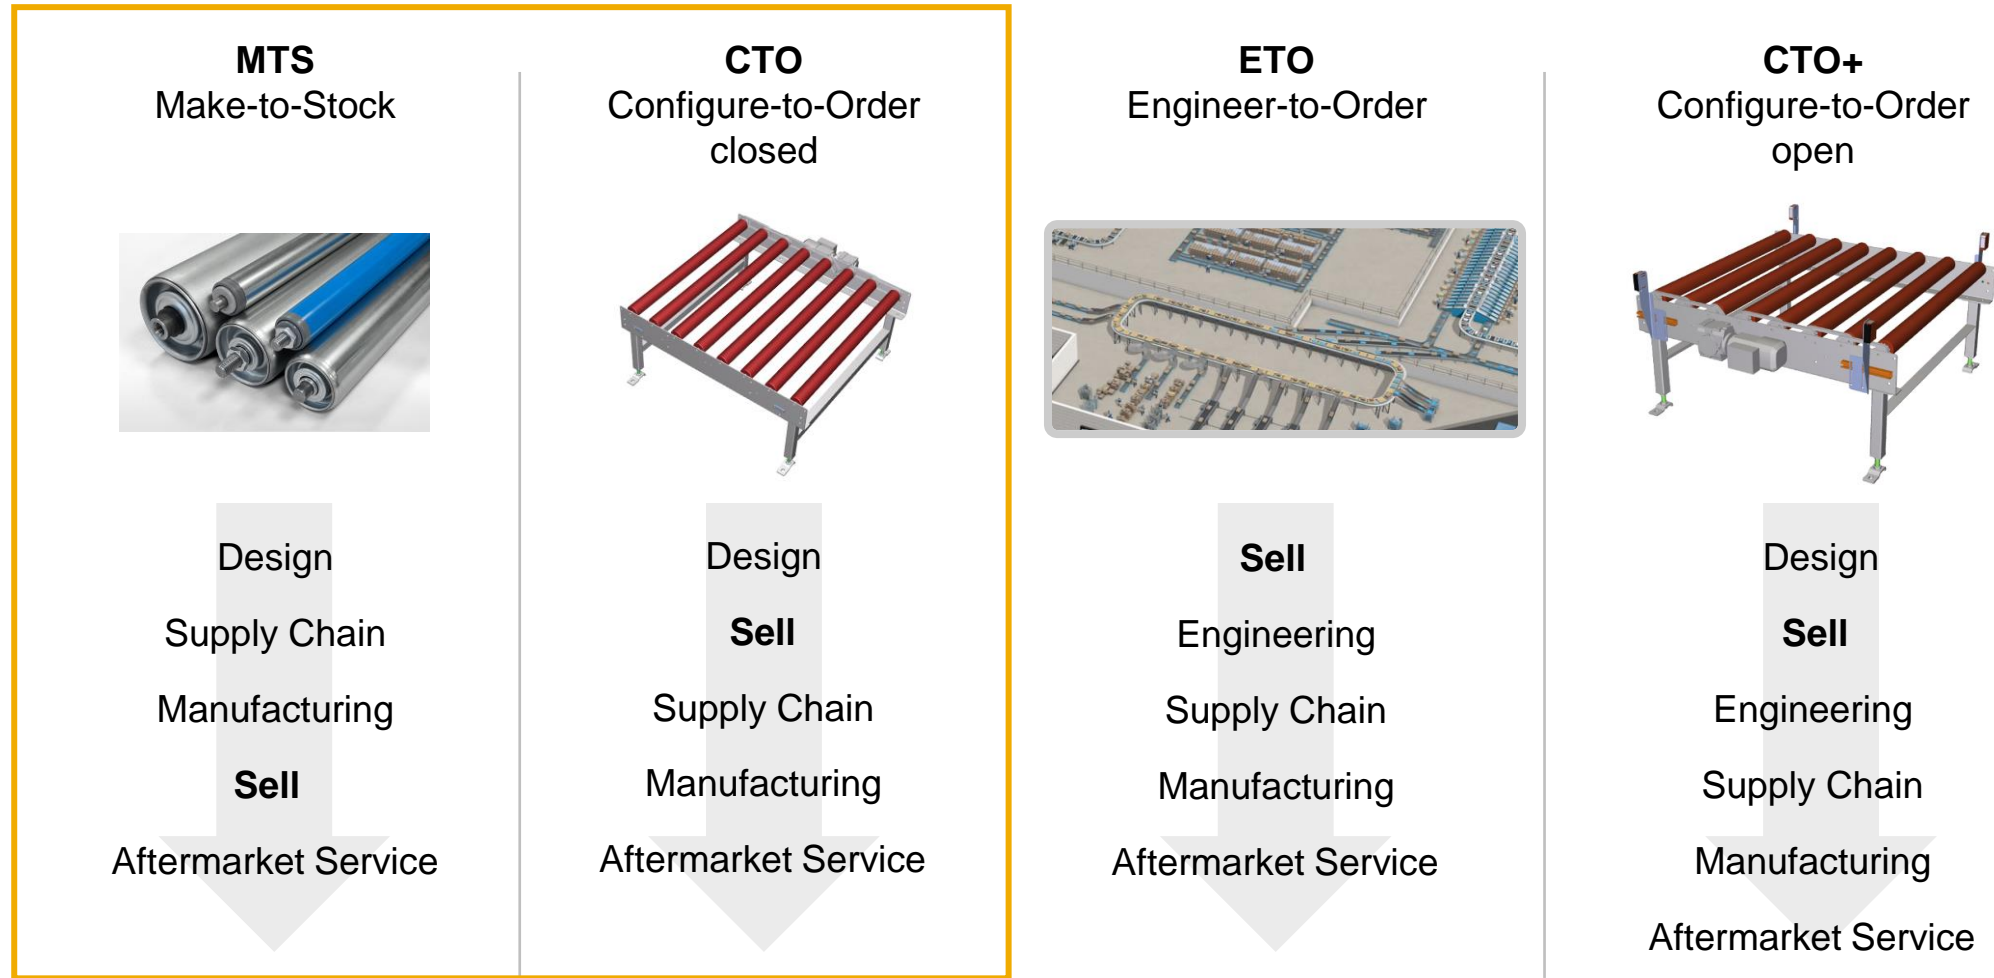 MTS
Make-to-Stock
Design
Supply Chain
Manufacturing
Sell
Aftermarket Service
CTO
Configure-to-Order
closed
Design
Sell
Supply Chain
Manufacturing
Aftermarket Service
ETO
Engineer-to-Order
Sell
Engineering
Supply Chain
Manufacturing
Aftermarket Service
CTO+
Configure-to-Order
open
Design
Sell
Engineering
Supply Chain
Manufacturing
Aftermarket Service